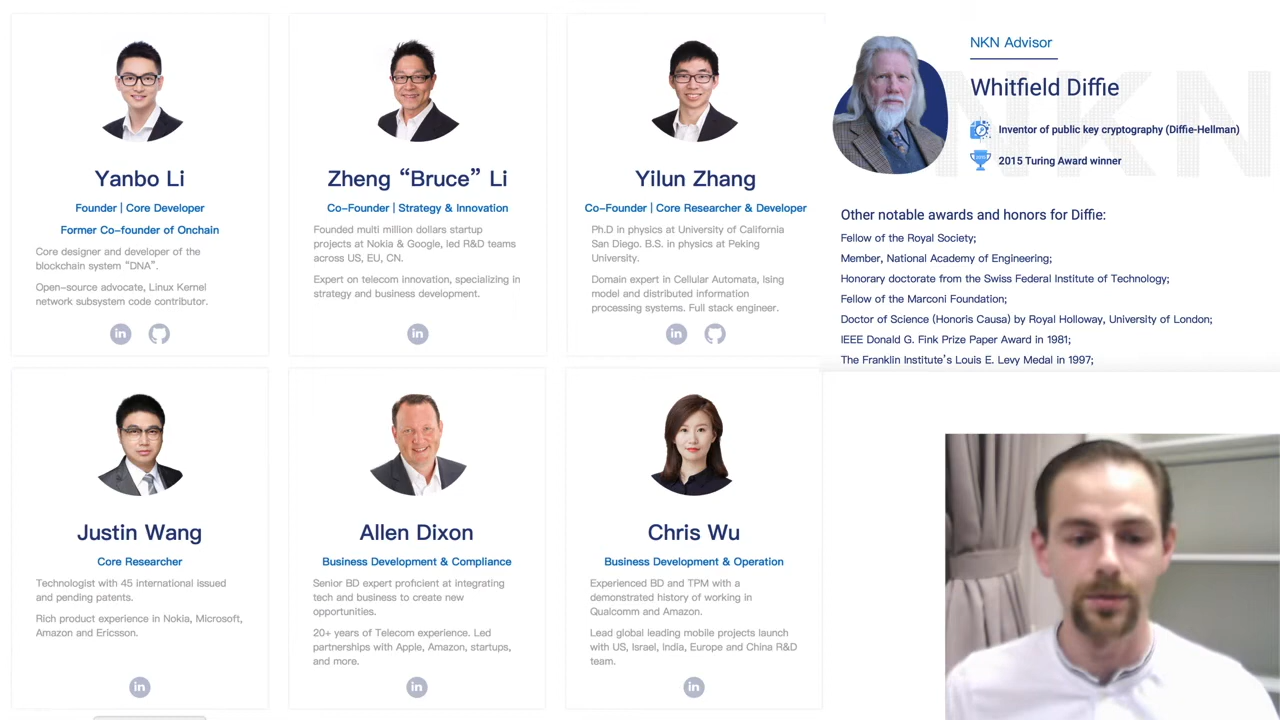 Yanbo Li
Founder | Core Developer
Former Co-founder of Onchain
Core designer and developer of the
blockchain system “DNA”.
Open-source advocate, Linux Kernel
network subsystem code contributor.
in
Zheng “Bruce” Li
Co-Founder | Strategy & Innovation
Founded multi million dollars startup
projects at Nokia & Google, led R&D teams
across US, EU, CN.
Expert on telecom innovation, specializing in
strategy and business development.
in
Yilun Zhang
Co-Founder | Core Researcher & Developer
Ph.D in physics at University of California
San Diego. B.S. in physics at Peking
University.
Domain expert in Cellular Automata, Ising
model and distributed information
processing systems. Full stack engineer.
in
NKN
NKN Advisor
Whitfield Diffie
Inventor of public key cryptography (Diffie-Hellman)
2015 Turing Award winner
Other notable awards and honors for Diffie:
Fellow of the Royal Society;
Member, National Academy of Engineering;
Honorary doctorate from the Swiss Federal Institute of Technology;
Fellow of the Marconi Foundation;
Doctor of Science (Honoris Causa) by Royal Holloway, University of London;
IEEE Donald G. Fink Prize Paper Award in 1981;
The Franklin Institute’s Louis E. Levy Medal in 1997;
Justin Wang
Core Researcher
Technologist with 45 international issued
and pending patents.
Rich product experience in Nokia, Microsoft,
Amazon and Ericsson.
in
Allen Dixon
Business Development & Compliance
Senior BD expert proficient at integrating
tech and business to create new
opportunities.
20+ years of Telecom experience. Led
partnerships with Apple, Amazon, startups,
and more.
in
Chris Wu
Business Development & Operation
Experienced BD and TPM with a
demonstrated history of working in
Qualcomm and Amazon.
Lead global leading mobile projects launch
with US, Israel, India, Europe and China R&D
team.
in